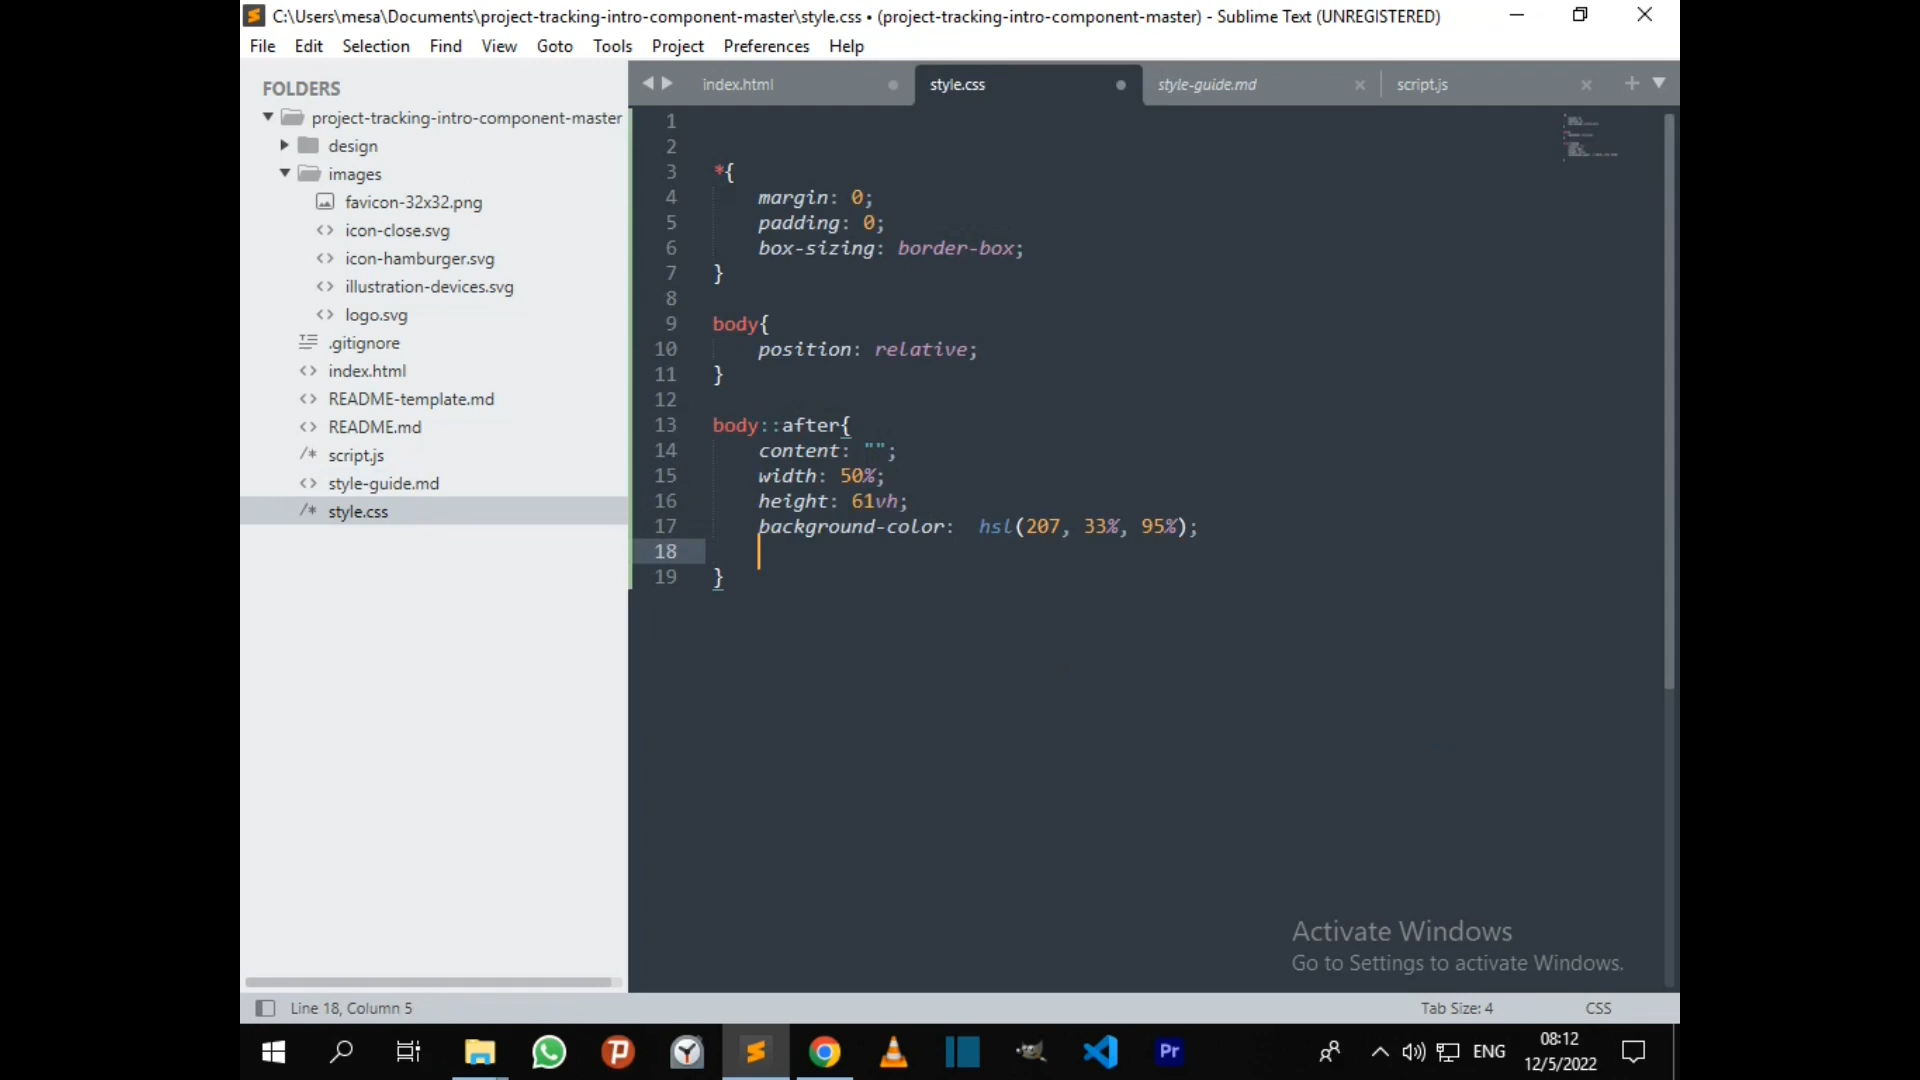 C:\Users\mesa\Documents\project-tracking-intro-component-master\style.css • (project-tracking-intro-component-master) - Sublime Text (UNREGISTERED)
File Edit Selection Find View Goto Tools Project Preferences Help
FOLDERS
project-tracking-intro-component-master
design
images
favicon-32x32.png
icon-close.svg
icon-hamburger.svg
illustration-devices.svg
logo.svg
.gitignore
index.html
README-template.md
README.md
script.js
style-guide.md
style.css
index.html style.css style-guide.md script.js
1
2
3 *{
4 margin: 0;
5 padding: 0;
6 box-sizing: border-box;
7 }
8
9 body{
10 position: relative;
11 }
12
13 body::after{
14 content: "";
15 width: 50%;
16 height: 61vh;
17 background-color:  hsl(207, 33%, 95%);
18
19 }
Activate Windows
Go to Settings to activate Windows.
Line 18, Column 5 Tab Size: 4 CSS
Pr ENG 08:12
12/5/2022